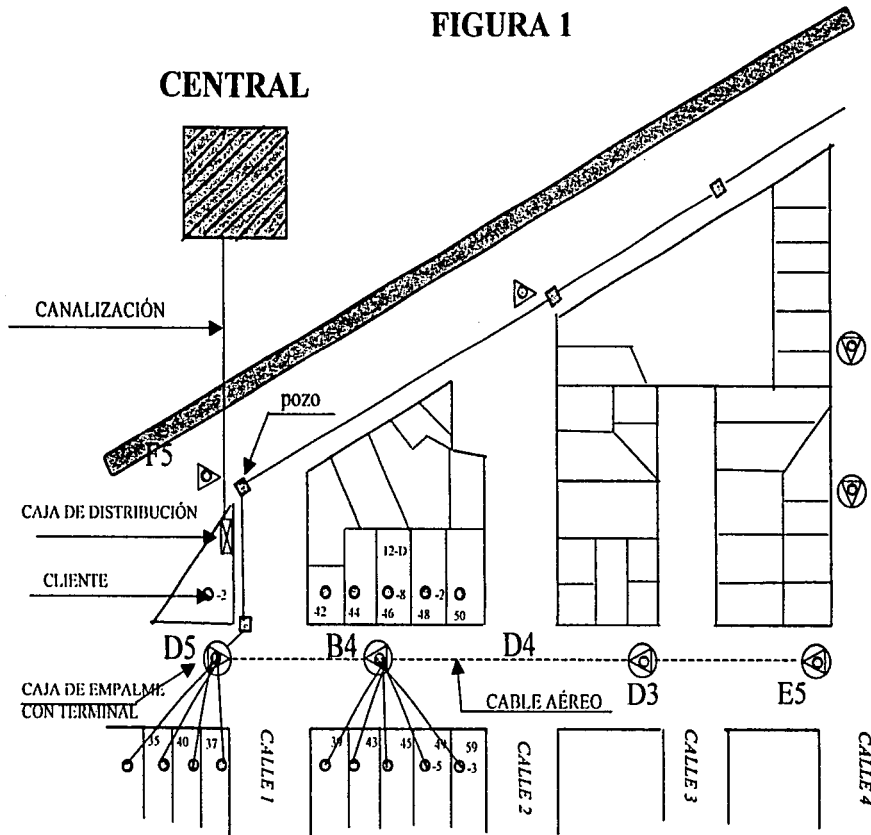 FIGURA 1
CENTRAL
CANALIZACIÓN
pozo
F5
CAJA DE DISTRIBUCIÓN
12-D
CLIENTE
-2
-8
-2
42
44
46
48
50
D5
B4
D4
D3
E5
CAJA DE EMPALME
CON TERMINAL
CABLE AÉREO
35
40
37
39
43
45
49
59
-5
-3
CALLE 1
CALLE 2
CALLE 3
CALLE 4